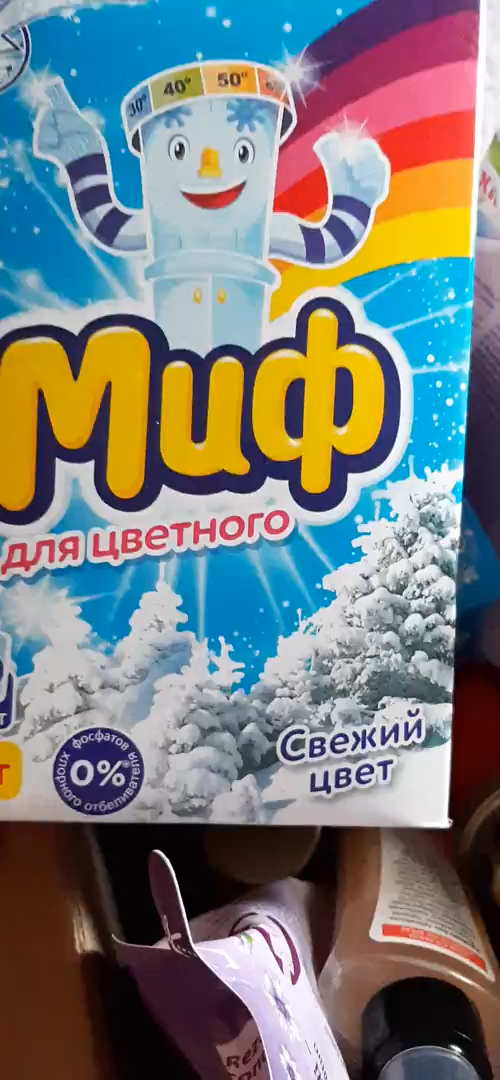 30° 40° 50°
Миф
для цветного
Свежий
цвет
фосфатов
0%
хлорного отбеливателя